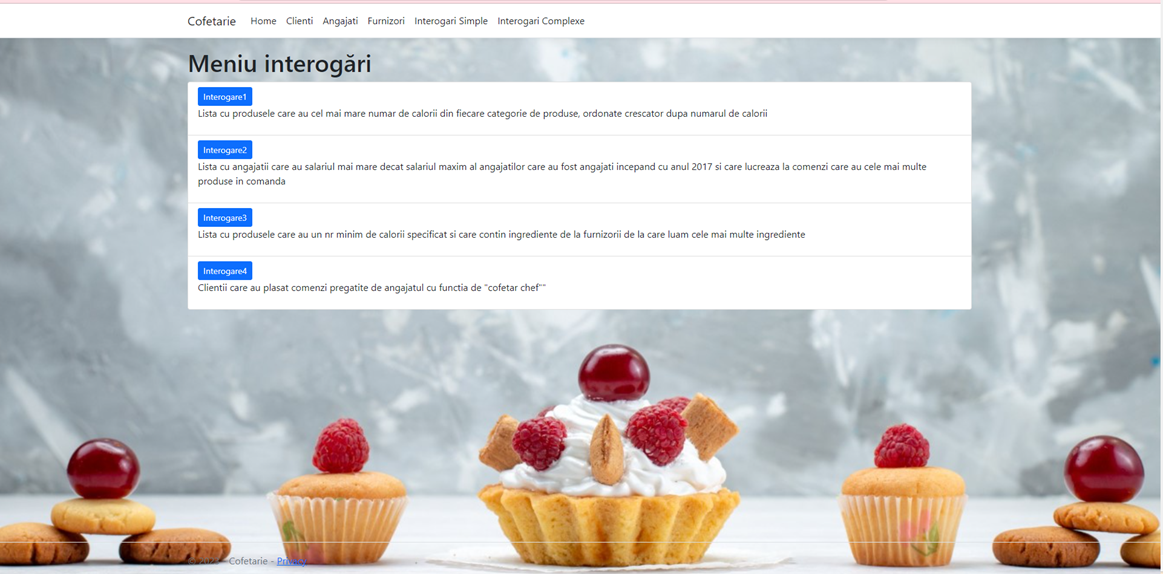 Cofetarie Home Clienti Angajati Furnizori Interogari Simple Interogari Complexe
Meniu interogări
Interogare1
Lista cu produsele care au cel mai mare numar de calorii din fiecare categorie de produse, ordonate crescator dupa numarul de calorii
Interogare2
Lista cu angajatii care au salariul mai mare decat salariul maxim al angajatilor care au fost angajati incepand cu anul 2017 si care lucreaza la comenzi care au cele mai multe
produse in comanda
Interogare3
Lista cu produsele care au un nr minim de calorii specificat si care contin ingrediente de la furnizorii de la care luam cele mai multe ingrediente
Interogare4
Clientii care au plasat comenzi pregatite de angajatul cu functia de "cofetar chef""
Cofetarie - Privacy